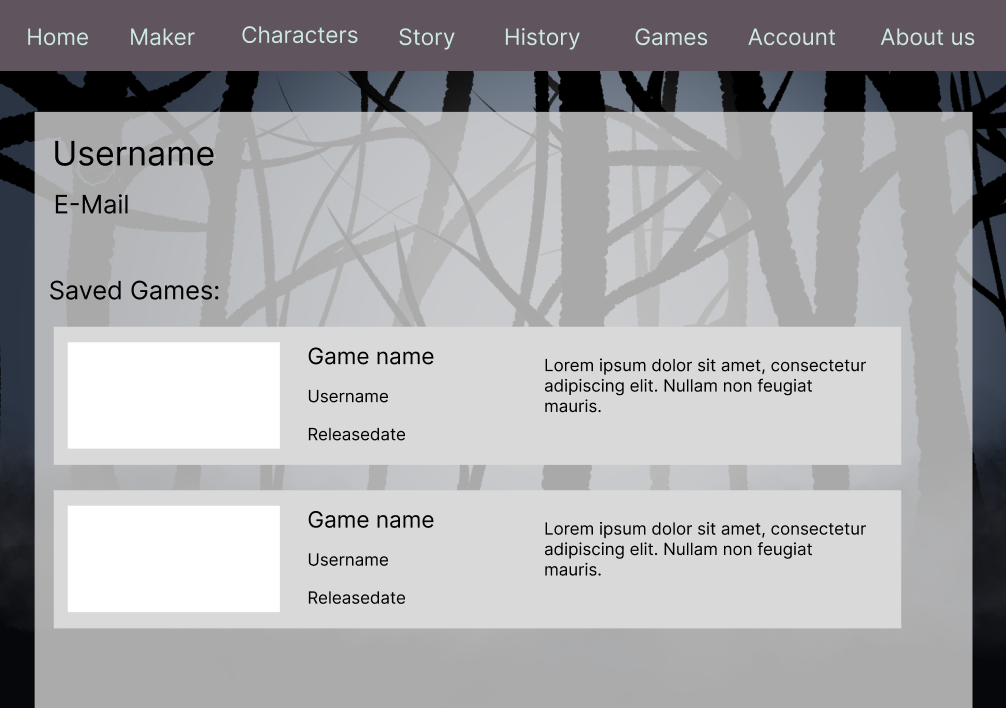 Home Maker Characters Story History Games Account About us
Username
E-Mail
Saved Games:
Game name
Username
Releasedate
Lorem ipsum dolor sit amet, consectetur
adipiscing elit. Nullam non feugiat
mauris.
Game name
Username
Releasedate
Lorem ipsum dolor sit amet, consectetur
adipiscing elit. Nullam non feugiat
mauris.